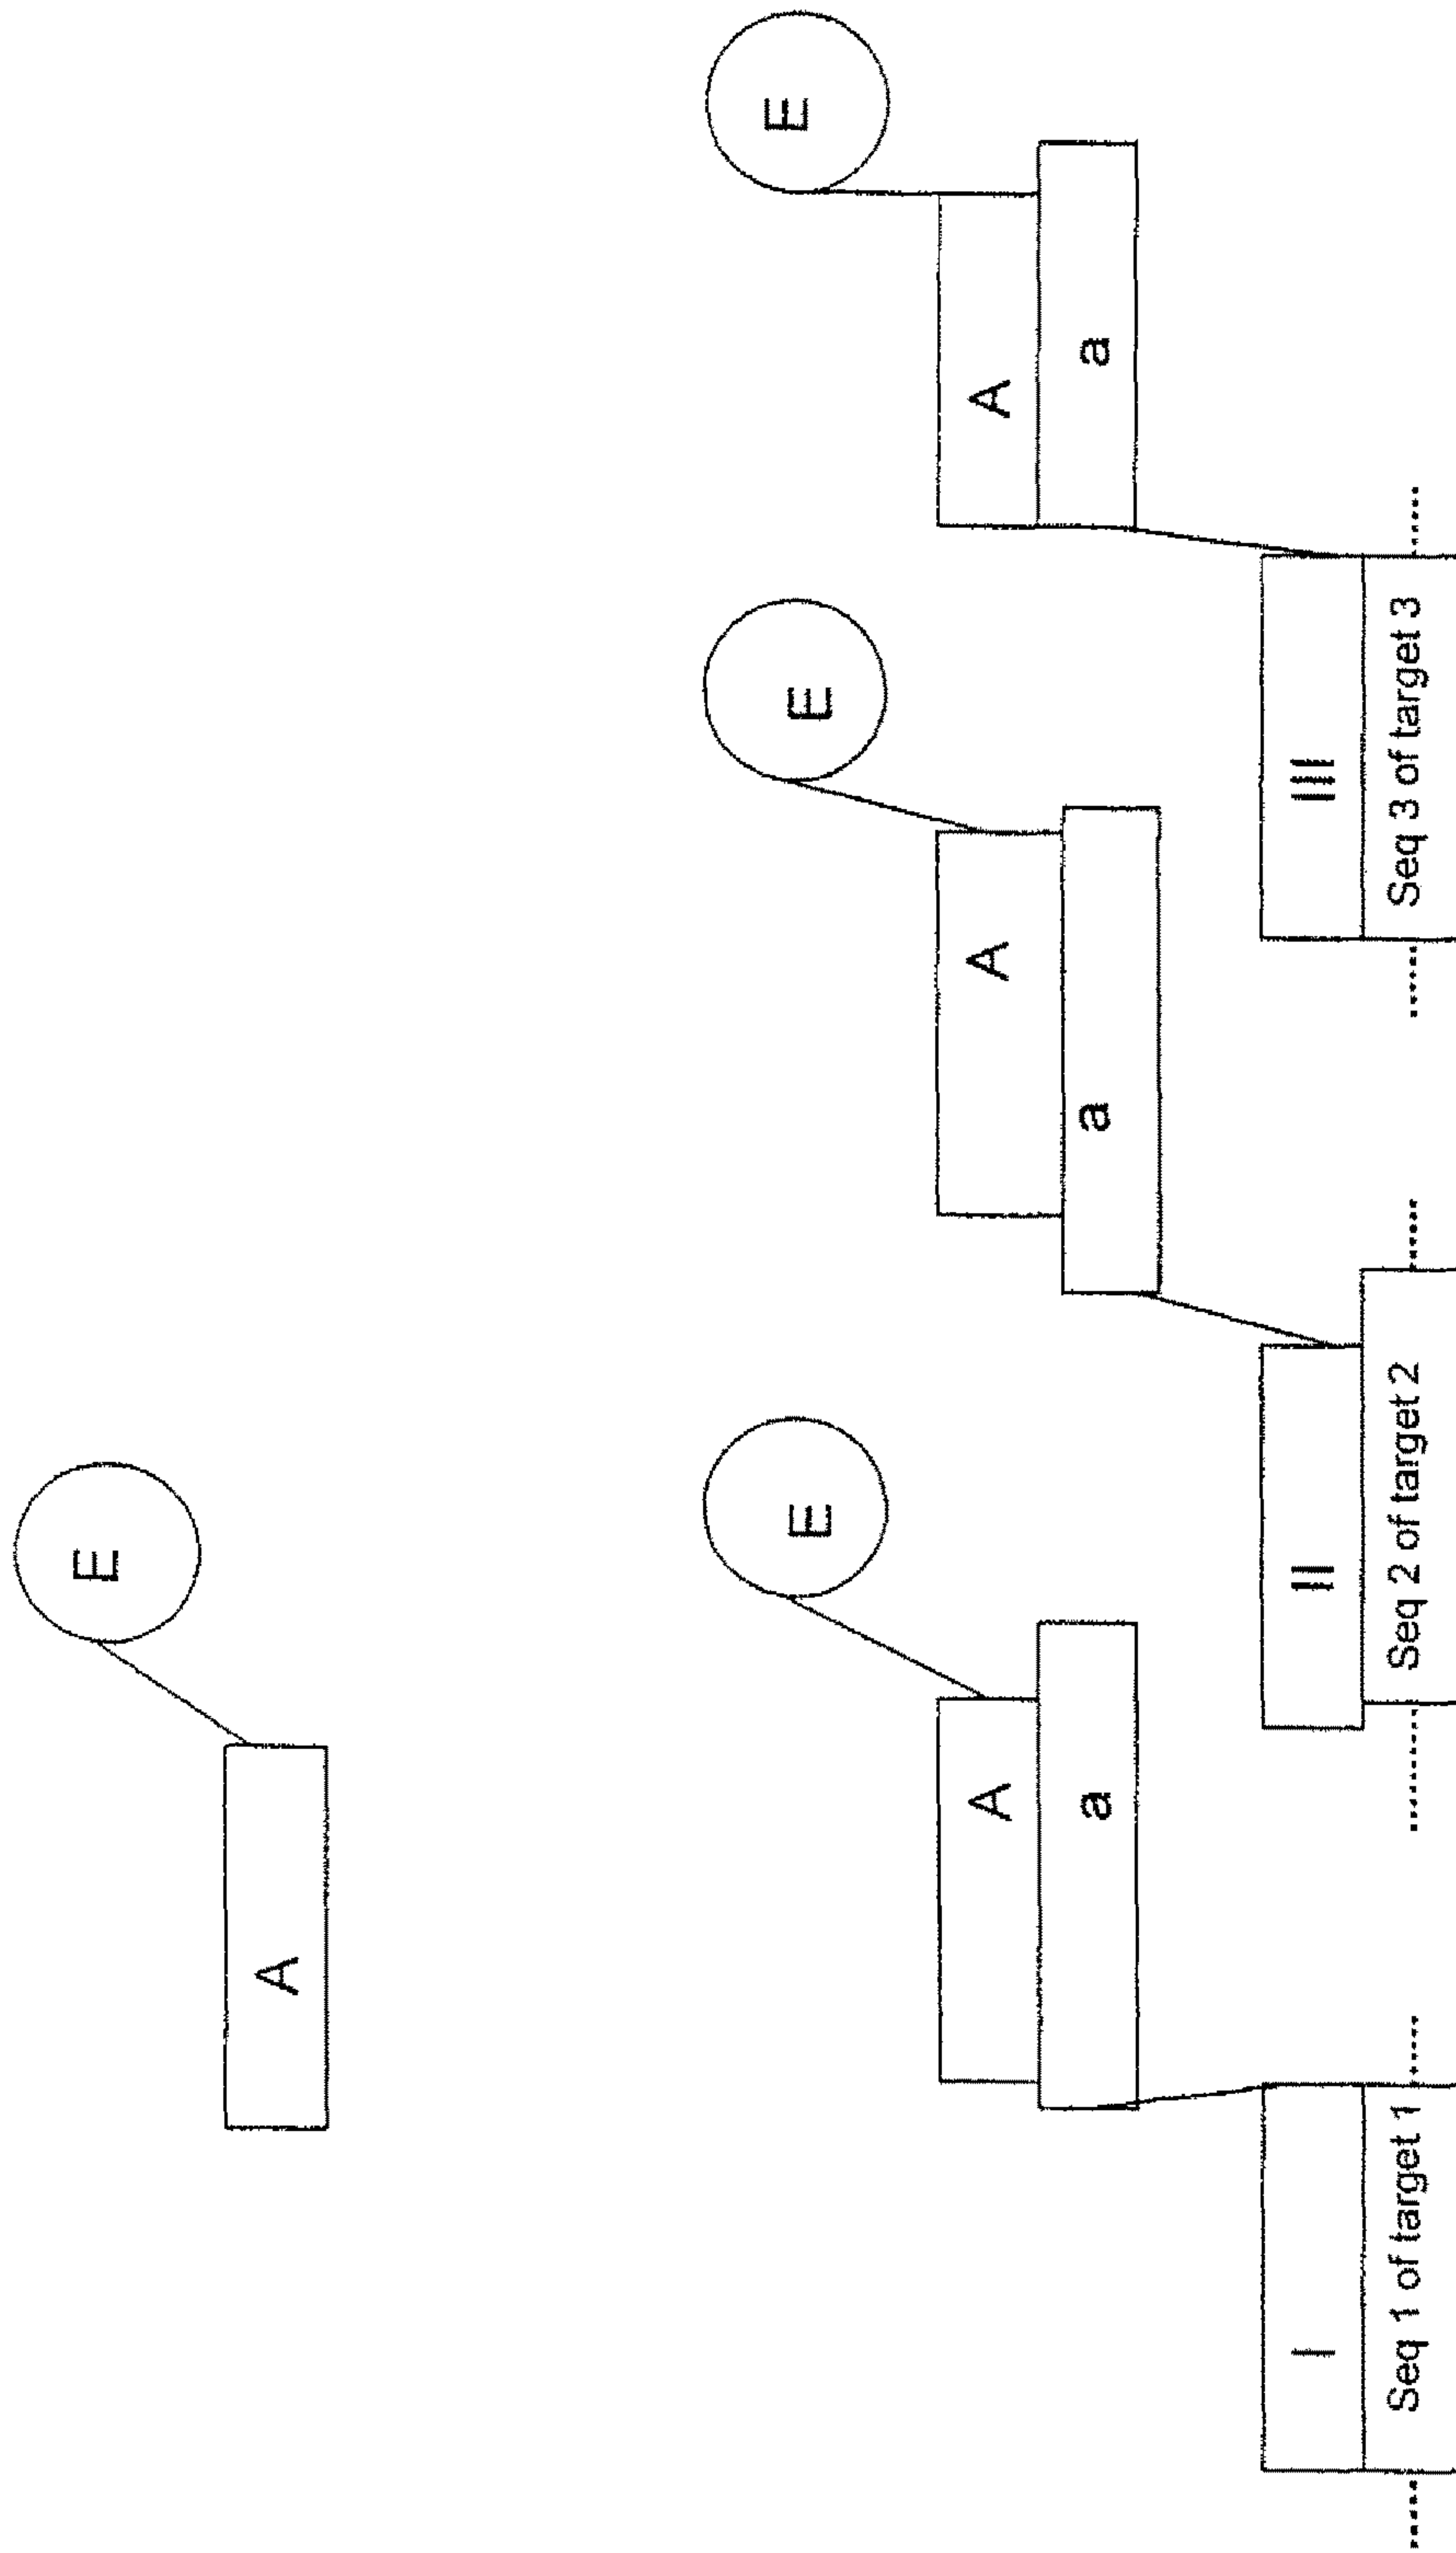 E
A
E
E
E
A
A
A
a
a
a
I
II
III
Seq 1 of target 1
Seq 2 of target 2
Seq 3 of target 3